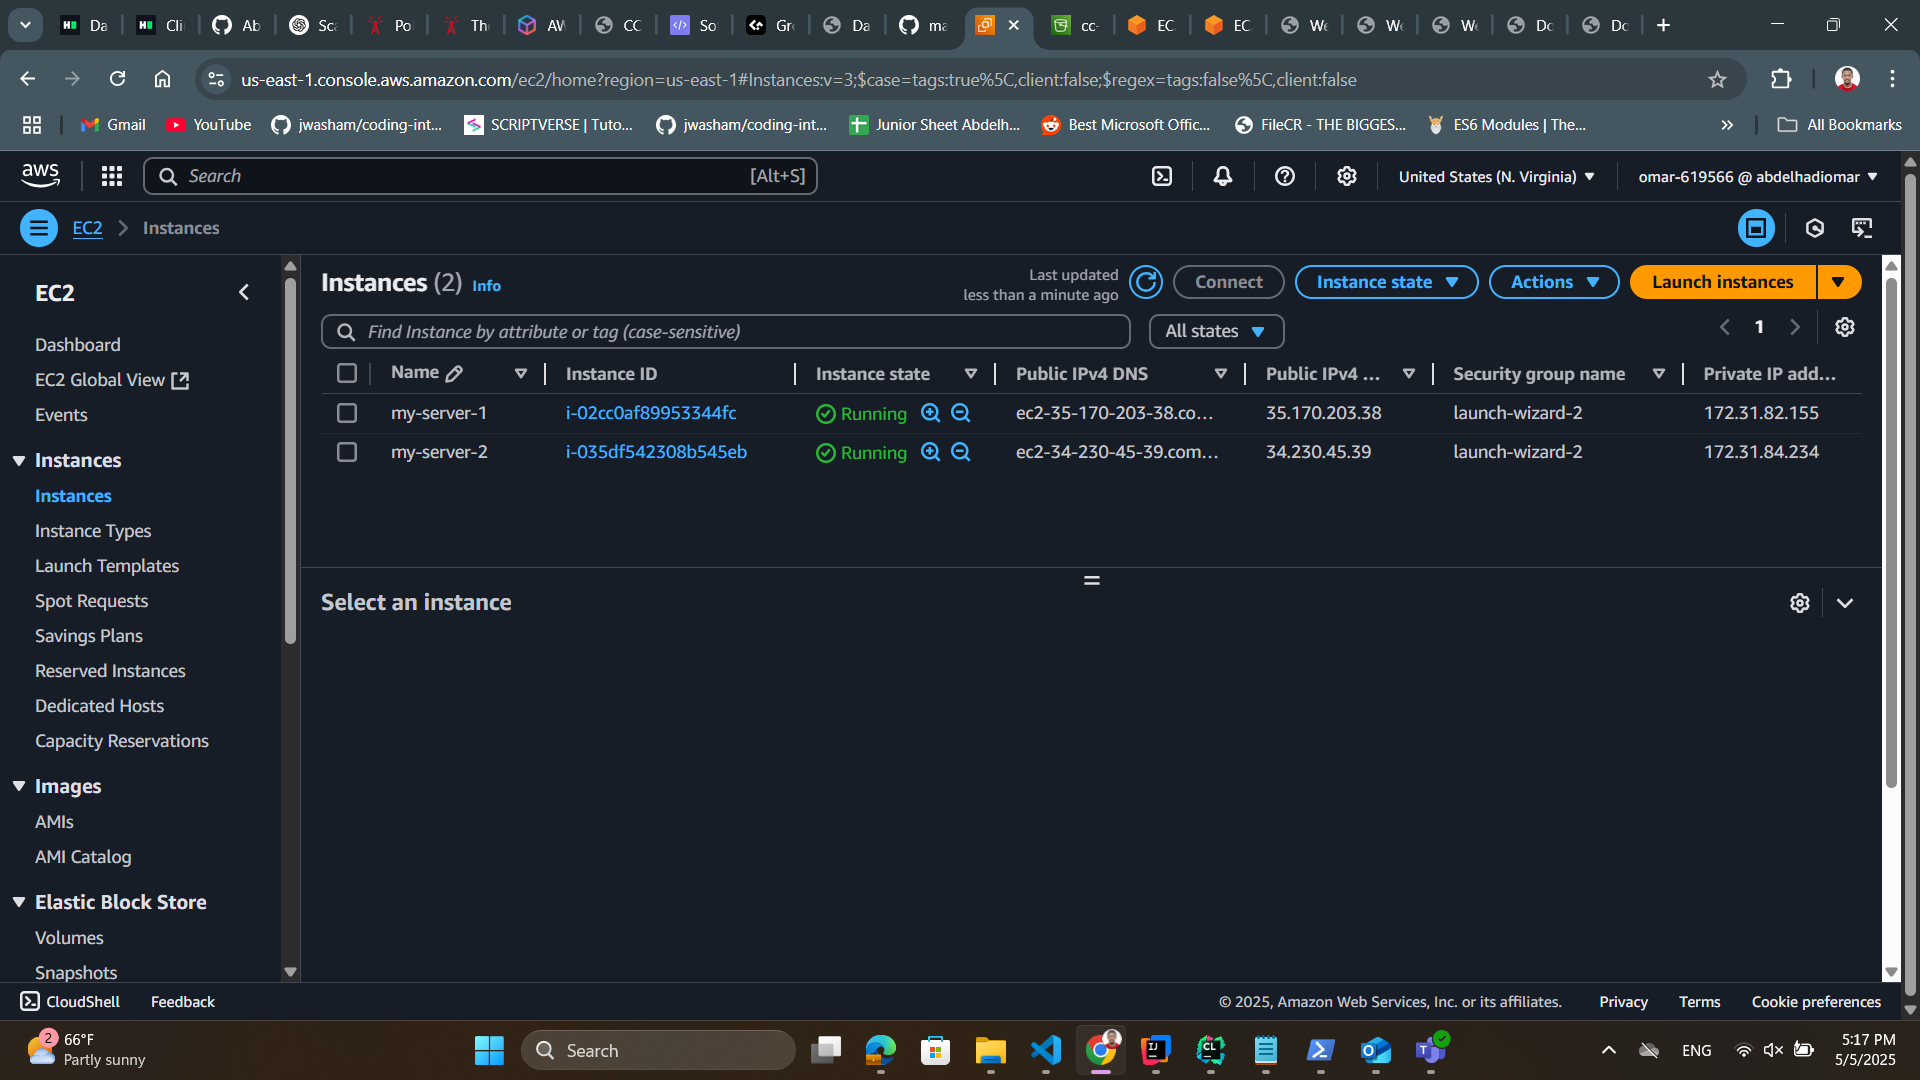 Da
Cli
Ab
Sca
Po
Th
AW
CC
So
Gr
Da
ma
cc-
EC
EC
We
We
We
Do
Do
us-east-1.console.aws.amazon.com/ec2/home?region=us-east-1#Instances:v=3;$case=tags:true%5C,client:false;$regex=tags:false%5C,client:false
Gmail
YouTube
jwasham/coding-int...
SCRIPTVERSE | Tuto...
jwasham/coding-int...
Junior Sheet Abdelh...
Best Microsoft Offic...
FileCR - THE BIGGES...
ES6 Modules | The...
All Bookmarks
aws
Search
[Alt+S]
United States (N. Virginia)
omar-619566 @ abdelhadiomar
EC2
Instances
EC2
Dashboard
EC2 Global View
Events
Instances
Instances
Instance Types
Launch Templates
Spot Requests
Savings Plans
Reserved Instances
Dedicated Hosts
Capacity Reservations
Images
AMIs
AMI Catalog
Elastic Block Store
Volumes
Snapshots
Instances (2) Info
Last updated
less than a minute ago
Connect
Instance state
Actions
Launch instances
Find Instance by attribute or tag (case-sensitive)
All states
1
Name Instance ID Instance state Public IPv4 DNS Public IPv4 ... Security group name Private IP add...
my-server-1 i-02cc0af89953344fc Running ec2-35-170-203-38.co... 35.170.203.38 launch-wizard-2 172.31.82.155
my-server-2 i-035df542308b545eb Running ec2-34-230-45-39.com... 34.230.45.39 launch-wizard-2 172.31.84.234
Select an instance
CloudShell
Feedback
© 2025, Amazon Web Services, Inc. or its affiliates.
Privacy
Terms
Cookie preferences
2
66°F
Partly sunny
Search
ENG
5:17 PM
5/5/2025